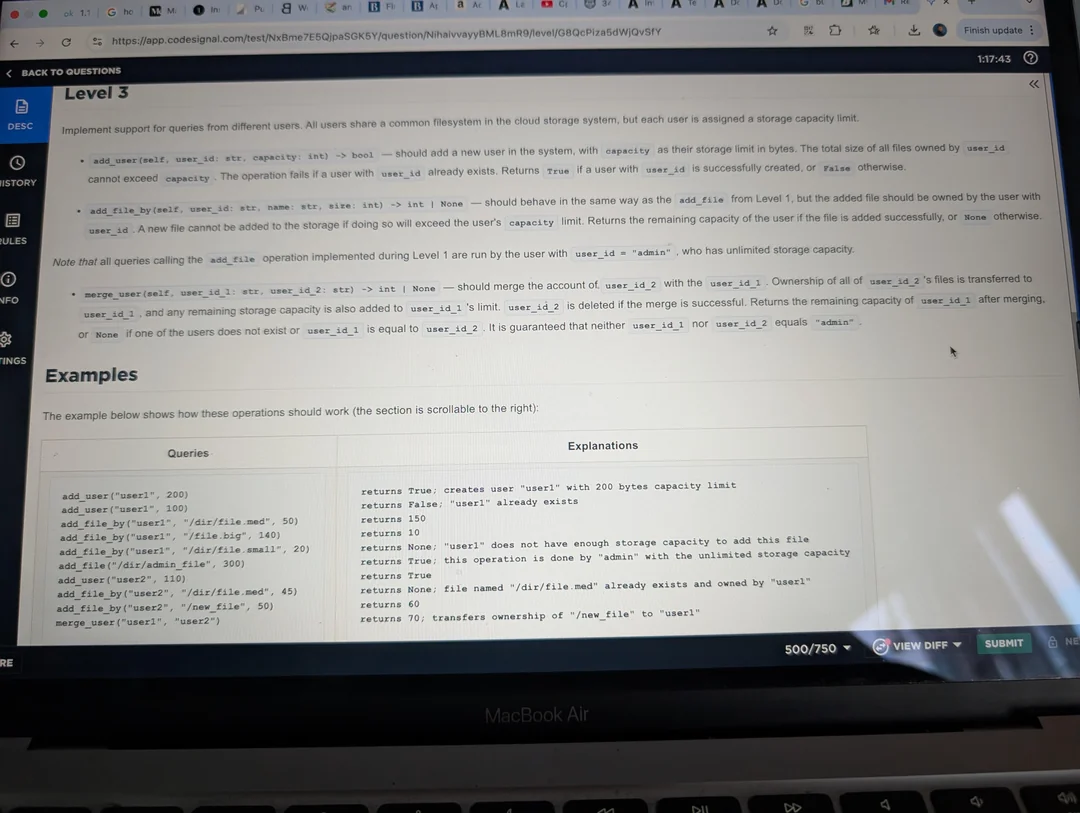 https://app.codesignal.com/test/NxBme7E5QjpaSGK5Y/question/NihaivvayyBML8mR9/level/G8QcPiza5dWjQvSfY
Finish update
BACK TO QUESTIONS
1:17:43
DESC
ISTORY
ULES
NFO
TINGS
RE
Level 3
Implement support for queries from different users. All users share a common filesystem in the cloud storage system, but each user is assigned a storage capacity limit.
• add_user(self, user_id: str, capacity: int) -> bool — should add a new user in the system, with capacity as their storage limit in bytes. The total size of all files owned by user_id
cannot exceed capacity. The operation fails if a user with user_id already exists. Returns True if a user with user_id is successfully created, or False otherwise.
• add_file_by(self, user_id: str, name: str, size: int) -> int | None — should behave in the same way as the add_file from Level 1, but the added file should be owned by the user with
user_id. A new file cannot be added to the storage if doing so will exceed the user's capacity limit. Returns the remaining capacity of the user if the file is added successfully, or None otherwise.
Note that all queries calling the add_file operation implemented during Level 1 are run by the user with user_id = "admin", who has unlimited storage capacity.
• merge_user(self, user_id_1: str, user_id_2: str) -> int | None — should merge the account of user_id_2 with the user_id_1. Ownership of all of user_id_2's files is transferred to
user_id_1, and any remaining storage capacity is also added to user_id_1's limit. user_id_2 is deleted if the merge is successful. Returns the remaining capacity of user_id_1 after merging,
or None if one of the users does not exist or user_id_1 is equal to user_id_2. It is guaranteed that neither user_id_1 nor user_id_2 equals "admin".
Examples
The example below shows how these operations should work (the section is scrollable to the right):
Queries
Explanations
add_user("user1", 200)
returns True; creates user "user1" with 200 bytes capacity limit
add_user("user1", 100)
returns False; "user1" already exists
add_file_by("user1", "/dir/file.med", 50)
returns 150
add_file_by("user1", "/file.big", 140)
returns 10
add_file_by("user1", "/dir/file.small", 20)
returns None; "user1" does not have enough storage capacity to add this file
add_file("/dir/admin_file", 300)
returns True; this operation is done by "admin" with the unlimited storage capacity
add_user("user2", 110)
returns True
add_file_by("user2", "/dir/file.med", 45)
returns None; file named "/dir/file.med" already exists and owned by "user1"
add_file_by("user2", "/new_file", 50)
returns 60
merge_user("user1", "user2")
returns 70; transfers ownership of "/new_file" to "user1"
500/750
VIEW DIFF
SUBMIT
NE
MacBook Air